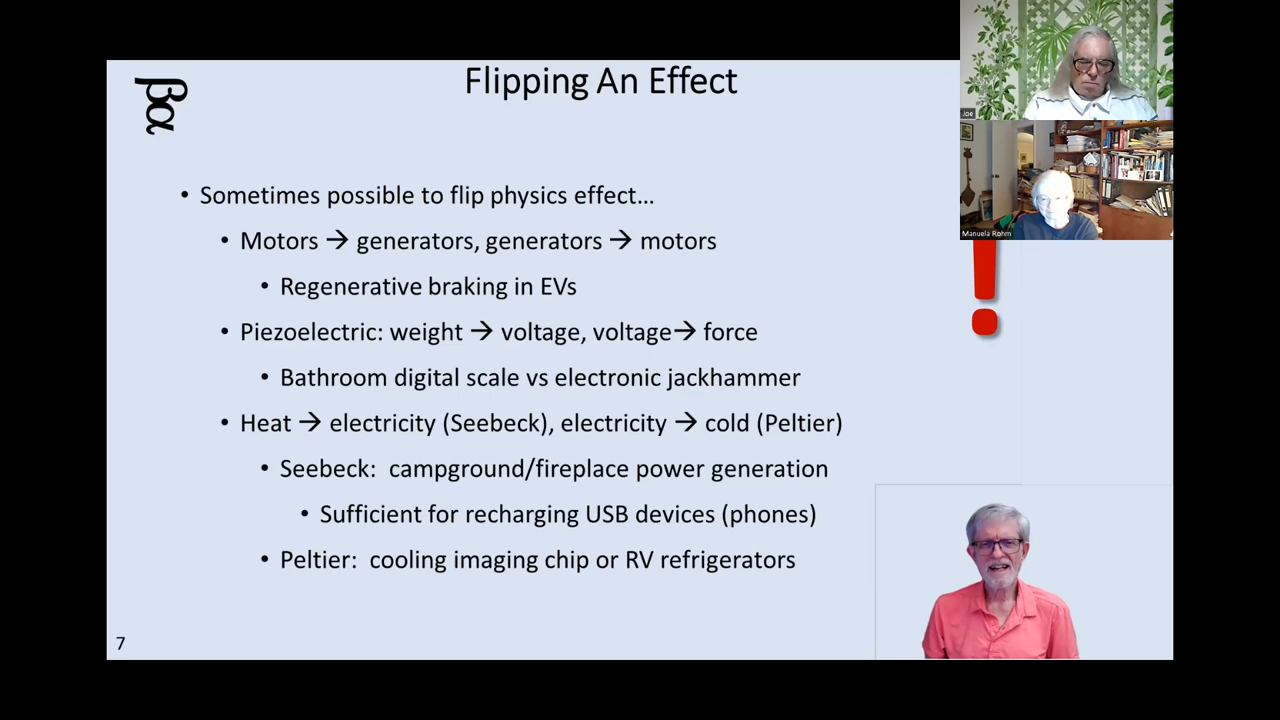 Flipping An Effect
βα
Joe
Manuela Rohm
• Sometimes possible to flip physics effect...
• Motors → generators, generators → motors
• Regenerative braking in EVs
• Piezoelectric: weight → voltage, voltage→ force
• Bathroom digital scale vs electronic jackhammer
• Heat → electricity (Seebeck), electricity → cold (Peltier)
• Seebeck:  campground/fireplace power generation
• Sufficient for recharging USB devices (phones)
• Peltier:  cooling imaging chip or RV refrigerators
!
7